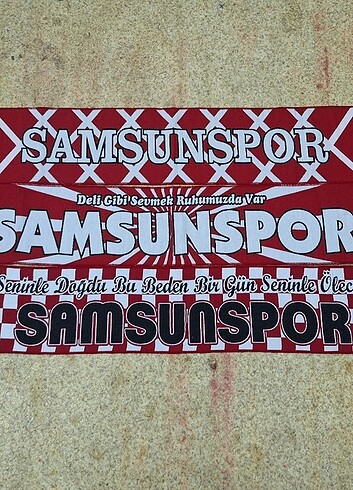 SAMSUNSPOR
Deli Gibi Sevmek Ruhumuzda Var
SAMSUNSPOR
Seninle Doğdu Bu Beden Bir Gün Seninle Ölec
SAMSUNSPOR